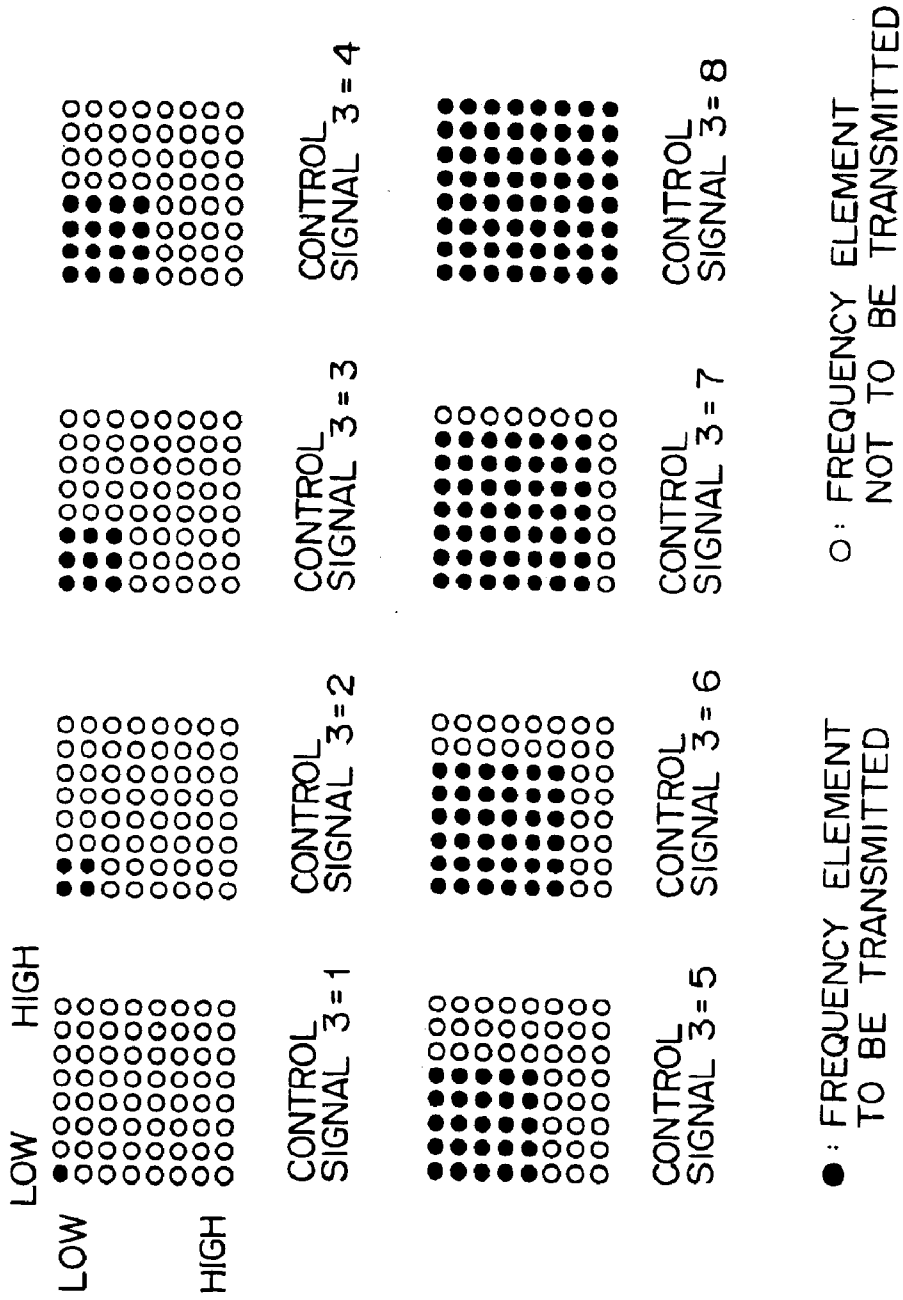 LOW HIGH
LOW
HIGH
CONTROL
SIGNAL 3=1
CONTROL
SIGNAL 3=2
CONTROL
SIGNAL 3=3
CONTROL
SIGNAL 3=4
CONTROL
SIGNAL 3=5
CONTROL
SIGNAL 3=6
CONTROL
SIGNAL 3=7
CONTROL
SIGNAL 3=8
●: FREQUENCY ELEMENT
TO BE TRANSMITTED
○: FREQUENCY ELEMENT
NOT TO BE TRANSMITTED